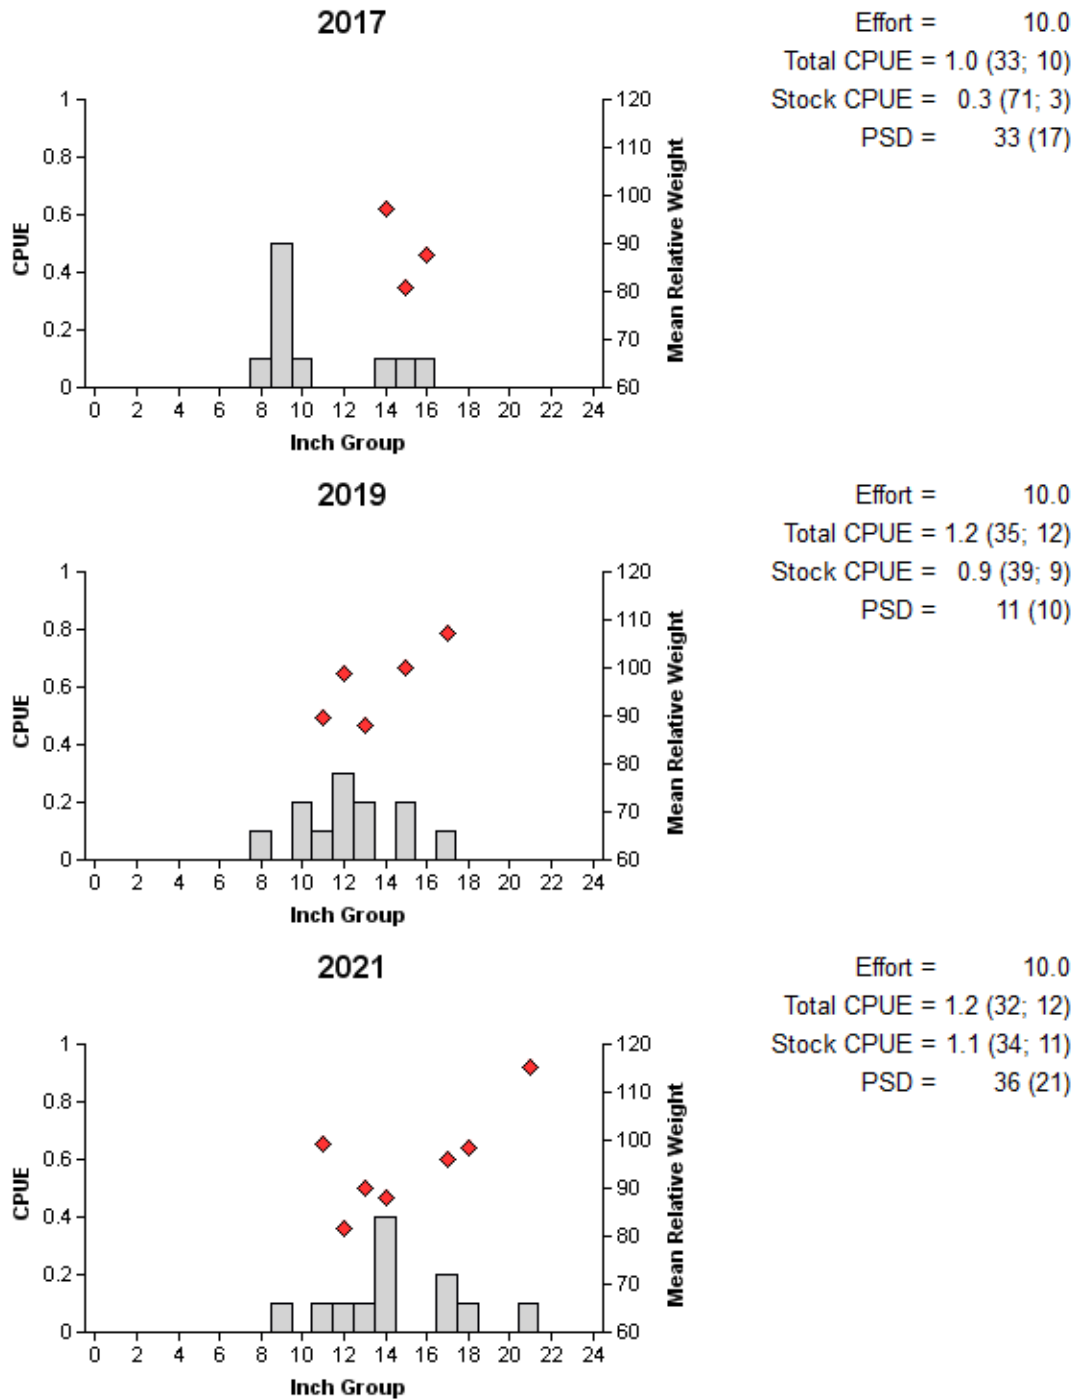 2017
Effort = 10.0
Total CPUE = 1.0 (33; 10)
Stock CPUE = 0.3 (71; 3)
PSD = 33 (17)
1
0.8
0.6
0.4
0.2
0
CPUE
120
110
100
90
80
70
60
Mean Relative Weight
0 2 4 6 8 10 12 14 16 18 20 22 24
Inch Group
2019
Effort = 10.0
Total CPUE = 1.2 (35; 12)
Stock CPUE = 0.9 (39; 9)
PSD = 11 (10)
1
0.8
0.6
0.4
0.2
0
CPUE
120
110
100
90
80
70
60
Mean Relative Weight
0 2 4 6 8 10 12 14 16 18 20 22 24
Inch Group
2021
Effort = 10.0
Total CPUE = 1.2 (32; 12)
Stock CPUE = 1.1 (34; 11)
PSD = 36 (21)
1
0.8
0.6
0.4
0.2
0
CPUE
120
110
100
90
80
70
60
Mean Relative Weight
0 2 4 6 8 10 12 14 16 18 20 22 24
Inch Group